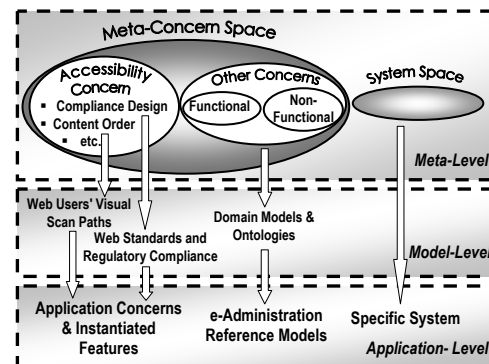 Meta-Concern Space
Accessibility
Concern
▪ Compliance Design
▪ Content Order
▪ etc.
Other Concerns
Functional
Non-
Functional
System Space
Meta-Level
Web Users' Visual
Scan Paths
Web Standards and
Regulatory Compliance
Domain Models &
Ontologies
Model-Level
Application Concerns
& Instantiated
Features
e-Administration
Reference Models
Specific System
Application- Level